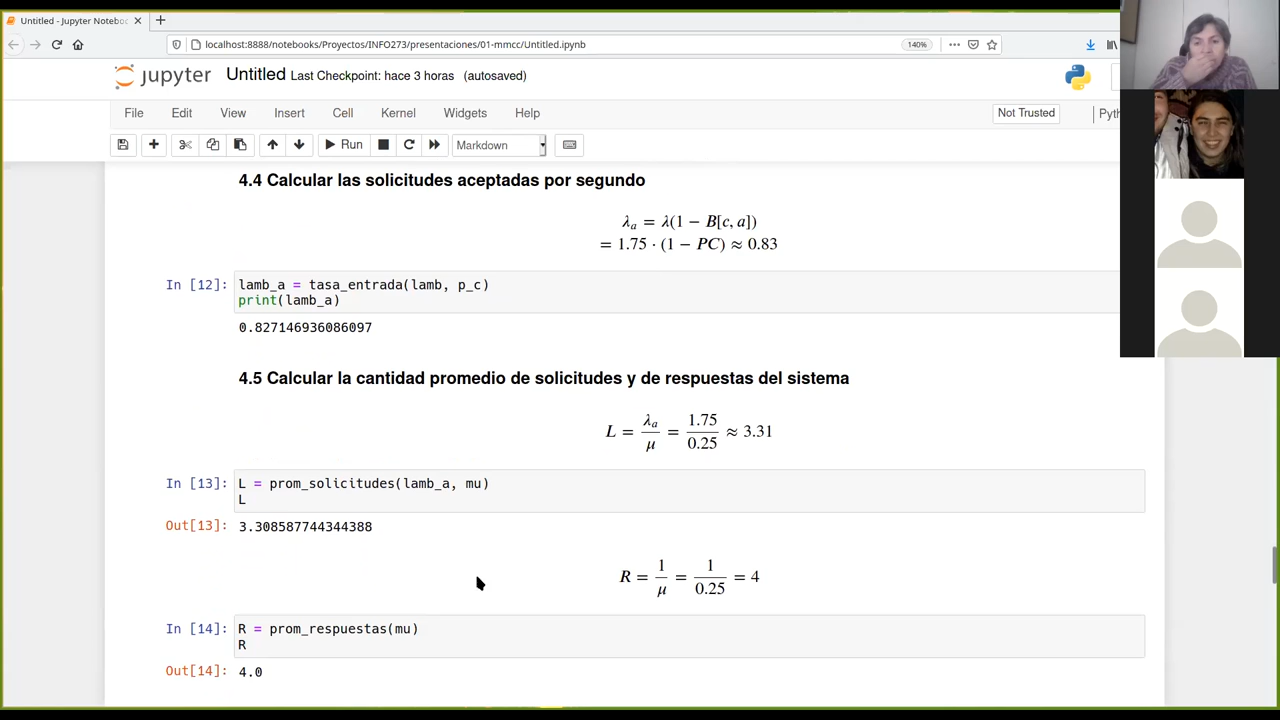 Untitled - Jupyter Notebo
localhost:8888/notebooks/Proyectos/INFO273/presentaciones/01-mmcc/Untitled.ipynb
140%
jupyter Untitled Last Checkpoint: hace 3 horas (autosaved)
File Edit View Insert Cell Kernel Widgets Help
Not Trusted
Pyth
Run
Markdown
4.4 Calcular las solicitudes aceptadas por segundo
λa = λ(1 − B[c, a])
= 1.75 · (1 − PC) ≈ 0.83
In [12]: lamb_a = tasa_entrada(lamb, p_c)
print(lamb_a)
0.827146936086097
4.5 Calcular la cantidad promedio de solicitudes y de respuestas del sistema
L = λa/μ = 1.75/0.25 ≈ 3.31
In [13]: L = prom_solicitudes(lamb_a, mu)
L
Out[13]: 3.308587744344388
R = 1/μ = 1/0.25 = 4
In [14]: R = prom_respuestas(mu)
R
Out[14]: 4.0